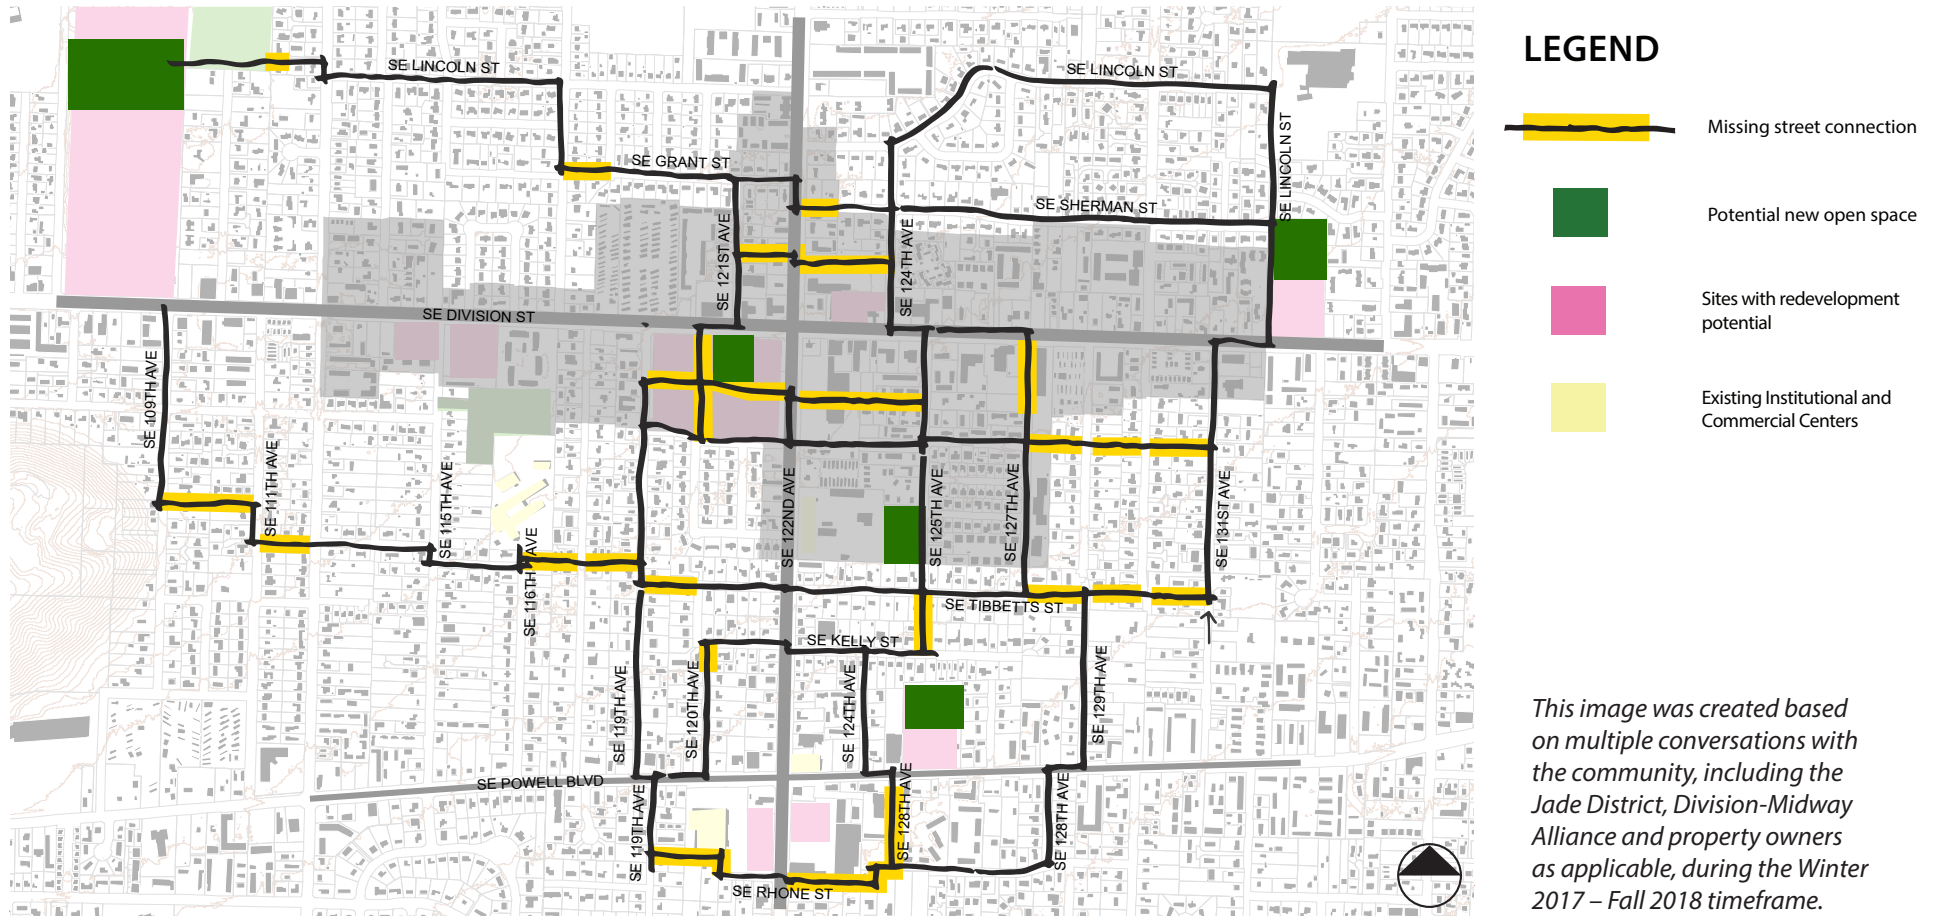 SE LINCOLN ST
SE LINCOLN ST
SE LINCOLN ST
SE GRANT ST
SE SHERMAN ST
SE 121ST AVE
SE 124TH AVE
SE DIVISION ST
SE 109TH AVE
SE 111TH AVE
SE 115TH AVE
SE 116TH AVE
SE 122ND AVE
SE 125TH AVE
SE 127TH AVE
SE 131ST AVE
SE TIBBETTS ST
SE KELLY ST
SE 119TH AVE
SE 120TH AVE
SE 124TH AVE
SE 129TH AVE
SE POWELL BLVD
SE 119TH AVE
SE 128TH AVE
SE 128TH AVE
SE RHONE ST
LEGEND
Missing street connection
Potential new open space
Sites with redevelopment
potential
Existing Institutional and
Commercial Centers
This image was created based
on multiple conversations with
the community, including the
Jade District, Division-Midway
Alliance and property owners
as applicable, during the Winter
2017 – Fall 2018 timeframe.